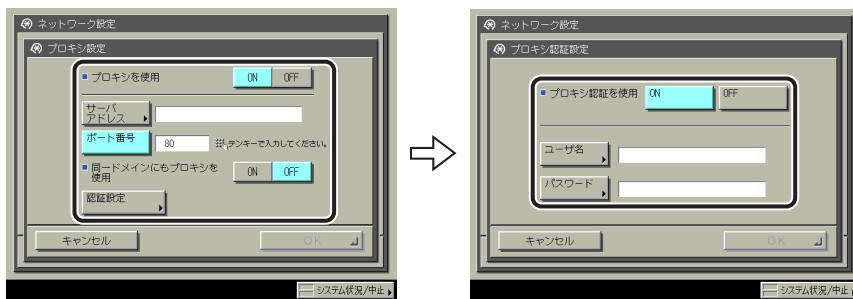 ネットワーク設定
プロキシ設定
プロキシを使用 ON OFF
サーバ
アドレス
ポート番号 80 テンキーで入力してください。
同一ドメインにもプロキシを
使用 ON OFF
認証設定
キャンセル OK
システム状況/中止
ネットワーク設定
プロキシ認証設定
プロキシ認証を使用 ON OFF
ユーザ名
パスワード
キャンセル OK
システム状況/中止